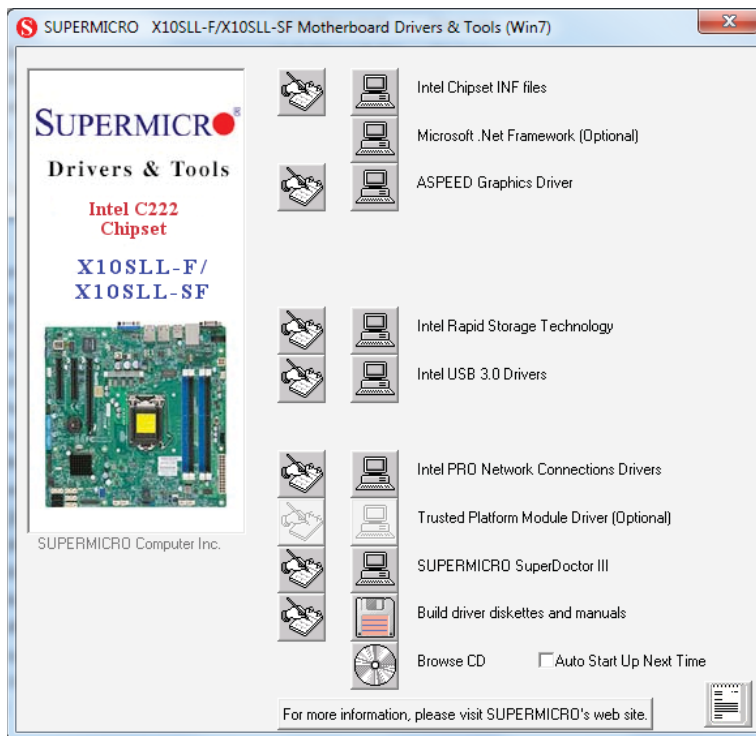 SUPERMICRO X10SLL-F/X10SLL-SF Motherboard Drivers & Tools (Win7)
SUPERMICRO®
Drivers & Tools
Intel C222
Chipset
X10SLL-F/
X10SLL-SF
SUPERMICRO Computer Inc.
Intel Chipset INF files
Microsoft .Net Framework (Optional)
ASPEED Graphics Driver
Intel Rapid Storage Technology
Intel USB 3.0 Drivers
Intel PRO Network Connections Drivers
Trusted Platform Module Driver (Optional)
SUPERMICRO SuperDoctor III
Build driver diskettes and manuals
Browse CD
Auto Start Up Next Time
For more information, please visit SUPERMICRO's web site.